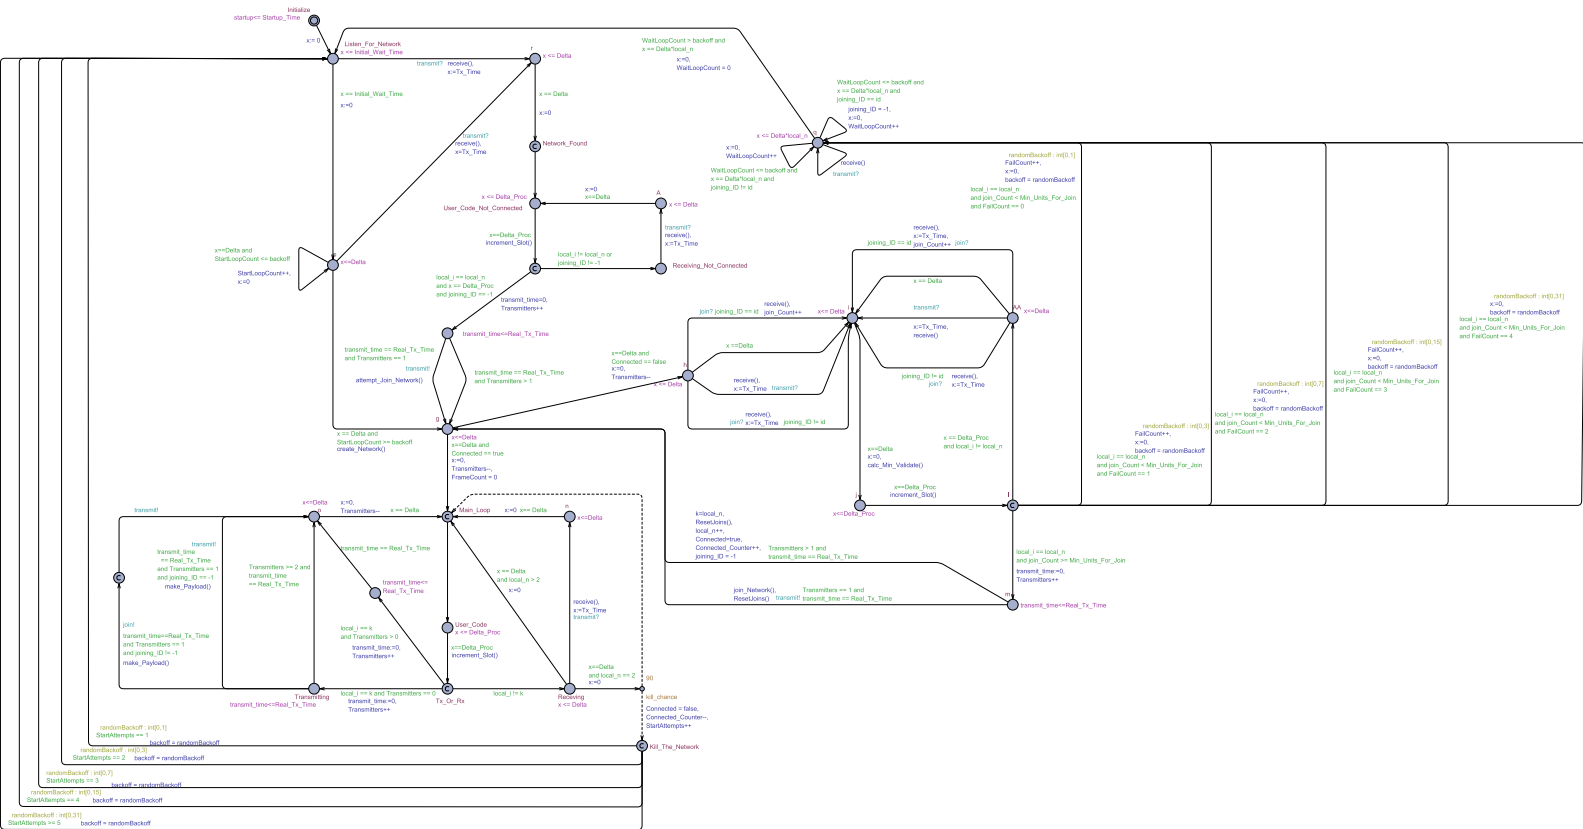 Initialize
startup<= Startup_Time
x:= 0
Listen_For_Network
x <= Initial_Wait_Time
transmit?
receive(),
x:=Tx_Time
r
x <= Delta
x == Initial_Wait_Time
x:=0
x == Delta
x:=0
transmit?
receive(),
x=Tx_Time
Network_Found
x <= Delta_Proc
User_Code_Not_Connected
x:=0
x==Delta
A
x <= Delta
transmit?
receive(),
x:=Tx_Time
x==Delta_Proc
increment_Slot()
local_i != local_n or
joining_ID != -1
Receiving_Not_Connected
x==Delta and
StartLoopCount <= backoff
StartLoopCount++,
x:=0
x<=Delta
local_i == local_n
and x == Delta_Proc
and joining_ID == -1
transmit_time=0,
Transmitters++
transmit_time<=Real_Tx_Time
transmit_time == Real_Tx_Time
and Transmitters == 1
transmit!
attempt_Join_Network()
transmit_time == Real_Tx_Time
and Transmitters > 1
x == Delta and
StartLoopCount >= backoff
create_Network()
g
x<=Delta
x==Delta and
Connected == true
x:=0,
Transmitters--,
FrameCount = 0
x==Delta and
Connected == false
x:=0,
Transmitters--
h
x <= Delta
WaitLoopCount > backoff and
x == Delta*local_n
x:=0,
WaitLoopCount = 0
WaitLoopCount <= backoff and
x == Delta*local_n and
joining_ID == id
joining_ID = -1,
x:=0,
WaitLoopCount++
x <= Delta*local_n
q
x:=0,
WaitLoopCount++
WaitLoopCount <= backoff and
x == Delta*local_n and
joining_ID != id
receive()
transmit?
randomBackoff : int[0,1]
FailCount++,
x:=0,
backoff = randomBackoff
local_i == local_n
and join_Count < Min_Units_For_Join
and FailCount == 0
receive(),
x:=Tx_Time,
joining_ID == id
join_Count++
join?
x == Delta
transmit?
x:=Tx_Time,
receive()
AA
x<=Delta
joining_ID != id
join?
receive(),
x:=Tx_Time
join?
joining_ID == id
receive(),
join_Count++
x<= Delta
i
x ==Delta
receive(),
x:=Tx_Time
transmit?
receive(),
join?
x:=Tx_Time
joining_ID != id
x==Delta
x:=0,
calc_Min_Validate()
x == Delta_Proc
and local_i != local_n
x==Delta_Proc
increment_Slot()
j
x<=Delta_Proc
l
randomBackoff : int[0,3]
FailCount++,
x:=0,
backoff = randomBackoff
local_i == local_n
and join_Count < Min_Units_For_Join
and FailCount == 1
randomBackoff : int[0,7]
FailCount++,
x:=0,
backoff = randomBackoff
local_i == local_n
and join_Count < Min_Units_For_Join
and FailCount == 2
randomBackoff : int[0,15]
FailCount++,
x:=0,
backoff = randomBackoff
local_i == local_n
and join_Count < Min_Units_For_Join
and FailCount == 3
randomBackoff : int[0,31]
x:=0,
backoff = randomBackoff
local_i == local_n
and join_Count < Min_Units_For_Join
and FailCount == 4
local_i == local_n
and join_Count >= Min_Units_For_Join
transmit_time:=0,
Transmitters++
m
transmit_time<=Real_Tx_Time
k=local_n,
ResetJoins(),
local_n++,
Connected=true,
Connected_Counter++,
joining_ID = -1
Transmitters > 1 and
transmit_time == Real_Tx_Time
join_Network(),
ResetJoins()
transmit!
Transmitters == 1 and
transmit_time == Real_Tx_Time
transmit!
x<=Delta
x:=0,
Transmitters--
x == Delta
C
Main_Loop
x:=0
x== Delta
n
x<=Delta
transmit!
transmit_time
== Real_Tx_Time
and Transmitters == 1
and joining_ID == -1
make_Payload()
Transmitters >= 2 and
transmit_time
== Real_Tx_Time
transmit_time == Real_Tx_Time
transmit_time<=
Real_Tx_Time
x == Delta
and local_n > 2
x:=0
receive(),
x:=Tx_Time
transmit?
join!
transmit_time==Real_Tx_Time
and Transmitters == 1
and joining_ID != -1
make_Payload()
local_i == k
and Transmitters > 0
transmit_time:=0,
Transmitters++
User_Code
x <= Delta_Proc
x==Delta_Proc
increment_Slot()
x==Delta
and local_n == 2
x:=0
Transmitting
transmit_time<=Real_Tx_Time
local_i == k and Transmitters == 0
transmit_time:=0,
Transmitters++
Tx_Or_Rx
local_i != k
Receiving
x <= Delta
90
kill_chance
Connected = false,
Connected_Counter--,
StartAttempts++
Kill_The_Network
randomBackoff : int[0,1]
StartAttempts == 1
backoff = randomBackoff
randomBackoff : int[0,3]
StartAttempts == 2
backoff = randomBackoff
randomBackoff : int[0,7]
StartAttempts == 3
backoff = randomBackoff
randomBackoff : int[0,15]
StartAttempts == 4
backoff = randomBackoff
randomBackoff : int[0,31]
StartAttempts >= 5
backoff = randomBackoff